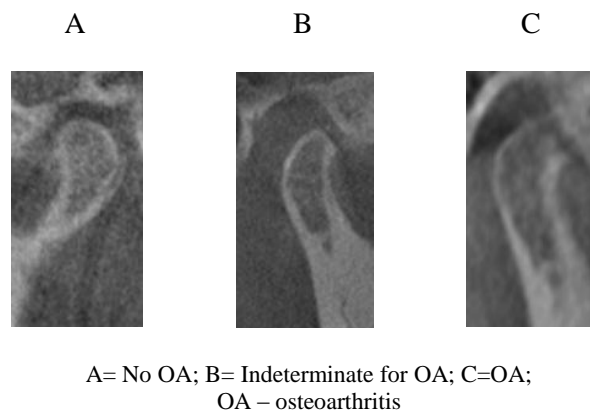 A B C
A= No OA; B= Indeterminate for OA; C=OA;
OA – osteoarthritis